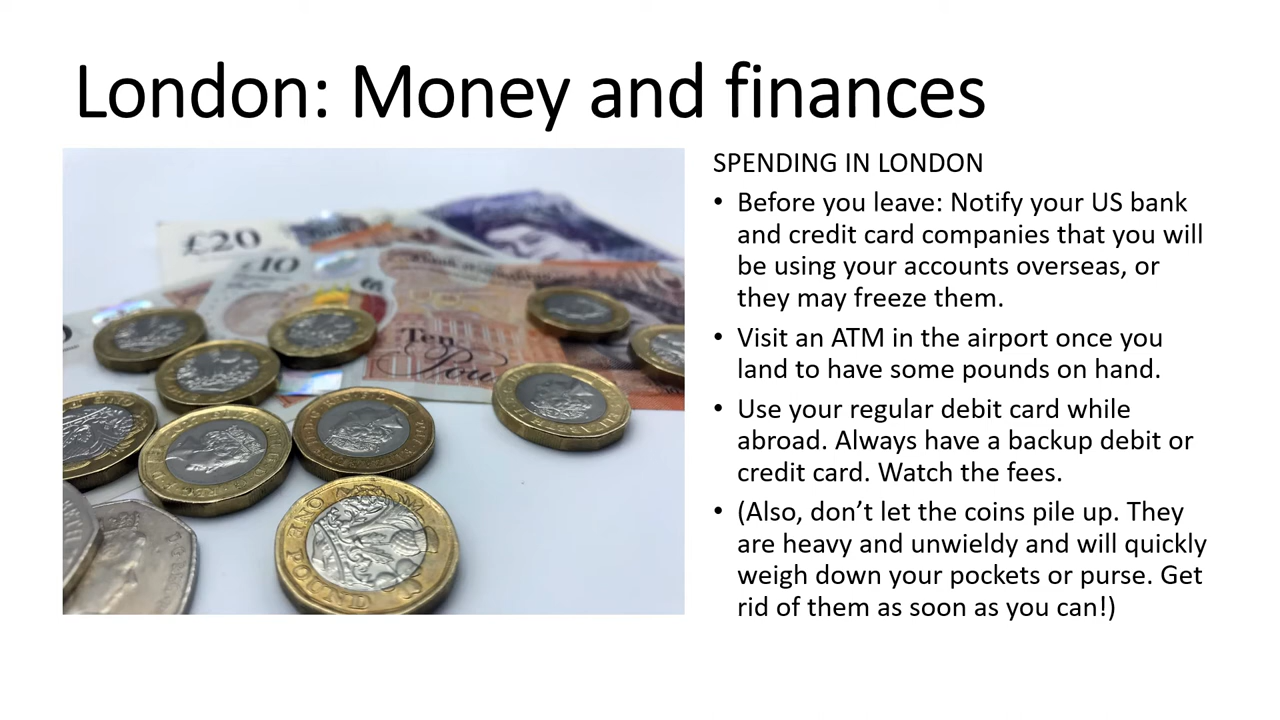 London: Money and finances
SPENDING IN LONDON
• Before you leave: Notify your US bank
and credit card companies that you will
be using your accounts overseas, or
they may freeze them.
• Visit an ATM in the airport once you
land to have some pounds on hand.
• Use your regular debit card while
abroad. Always have a backup debit or
credit card. Watch the fees.
• (Also, don’t let the coins pile up. They
are heavy and unwieldy and will quickly
weigh down your pockets or purse. Get
rid of them as soon as you can!)
£20
£10
Ten
Pou
ONE POUND